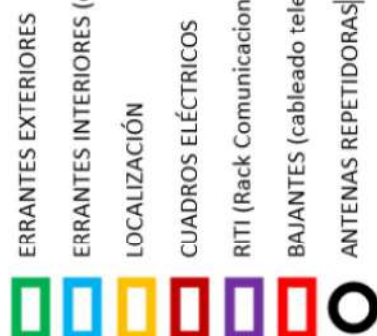 ERRANTES EXTERIORES
ERRANTES INTERIORES (
LOCALIZACIÓN
CUADROS ELÉCTRICOS
RITI (Rack Comunicacion
BAJANTES (cableado tele
ANTENAS REPETIDORAS